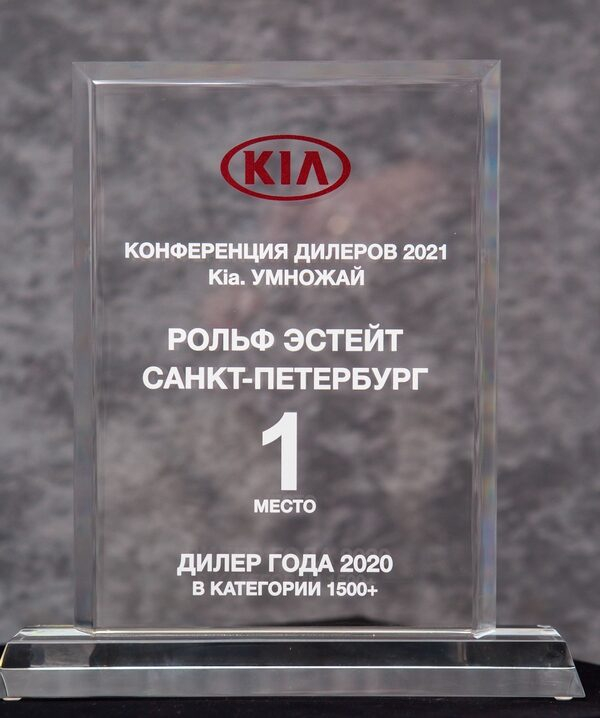 KIA
КОНФЕРЕНЦИЯ ДИЛЕРОВ 2021
Kia. УМНОЖАЙ
РОЛЬФ ЭСТЕЙТ
САНКТ-ПЕТЕРБУРГ
1
МЕСТО
ДИЛЕР ГОДА 2020
В КАТЕГОРИИ 1500+